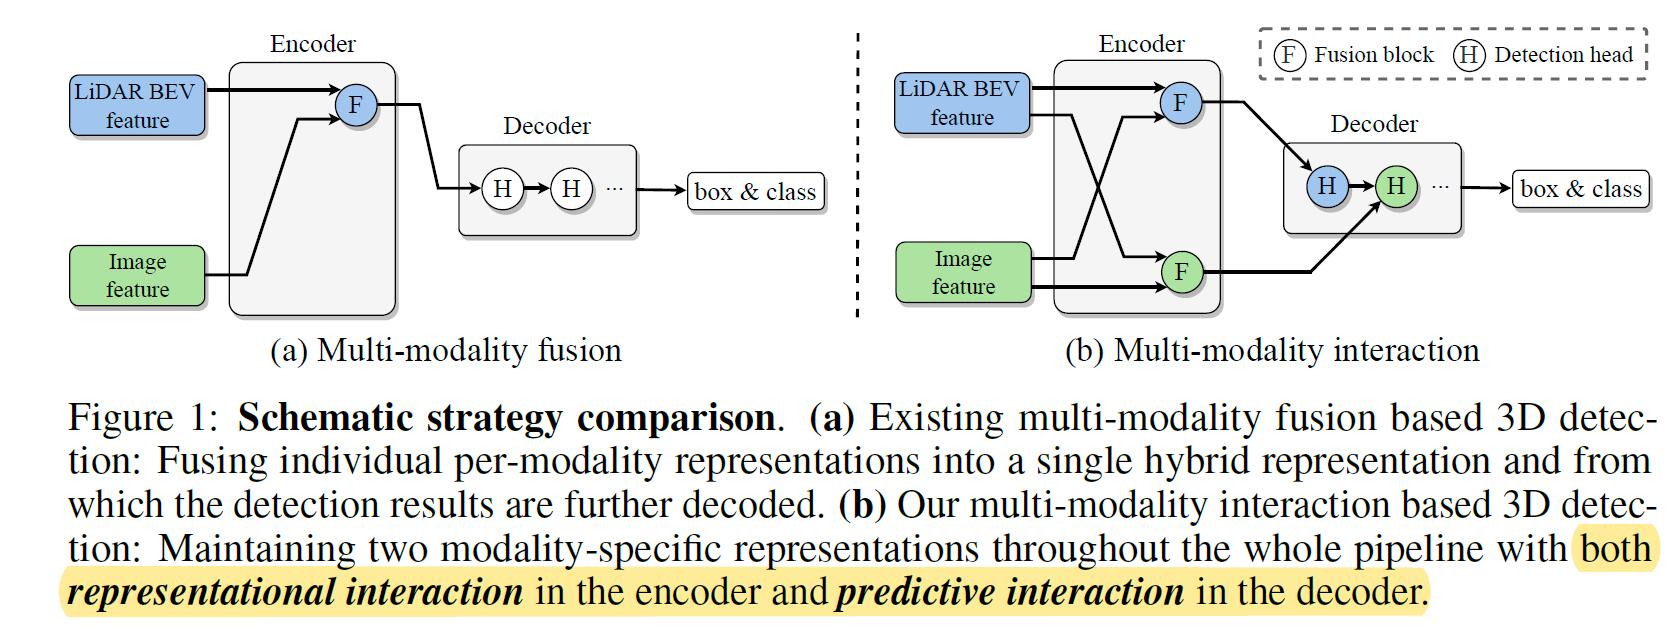 Encoder
LiDAR BEV
feature
F
Decoder
H H ...
box & class
Image
feature
(a) Multi-modality fusion
F Fusion block H Detection head
Encoder
LiDAR BEV
feature
F
Decoder
H H ...
box & class
Image
feature
F
(b) Multi-modality interaction
Figure 1: Schematic strategy comparison. (a) Existing multi-modality fusion based 3D detec-
tion: Fusing individual per-modality representations into a single hybrid representation and from
which the detection results are further decoded. (b) Our multi-modality interaction based 3D detec-
tion: Maintaining two modality-specific representations throughout the whole pipeline with both
representational interaction in the encoder and predictive interaction in the decoder.